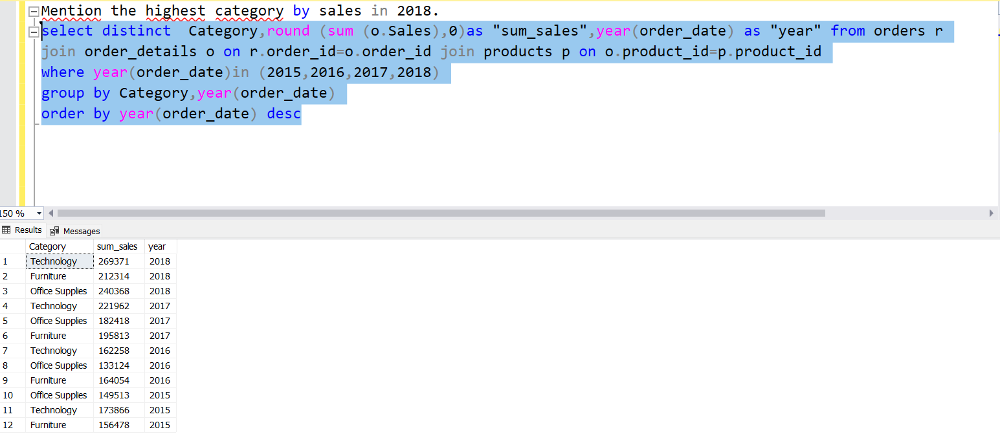 Mention the highest category by sales in 2018.
select distinct  Category,round (sum (o.Sales),0)as "sum_sales",year(order_date) as "year" from orders r
join order_details o on r.order_id=o.order_id join products p on o.product_id=p.product_id
where year(order_date)in (2015,2016,2017,2018)
group by Category,year(order_date)
order by year(order_date) desc
150 %
Results Messages
Category sum_sales year
1 Technology 269371 2018
2 Furniture 212314 2018
3 Office Supplies 240368 2018
4 Technology 221962 2017
5 Office Supplies 182418 2017
6 Furniture 195813 2017
7 Technology 162258 2016
8 Office Supplies 133124 2016
9 Furniture 164054 2016
10 Office Supplies 149513 2015
11 Technology 173866 2015
12 Furniture 156478 2015